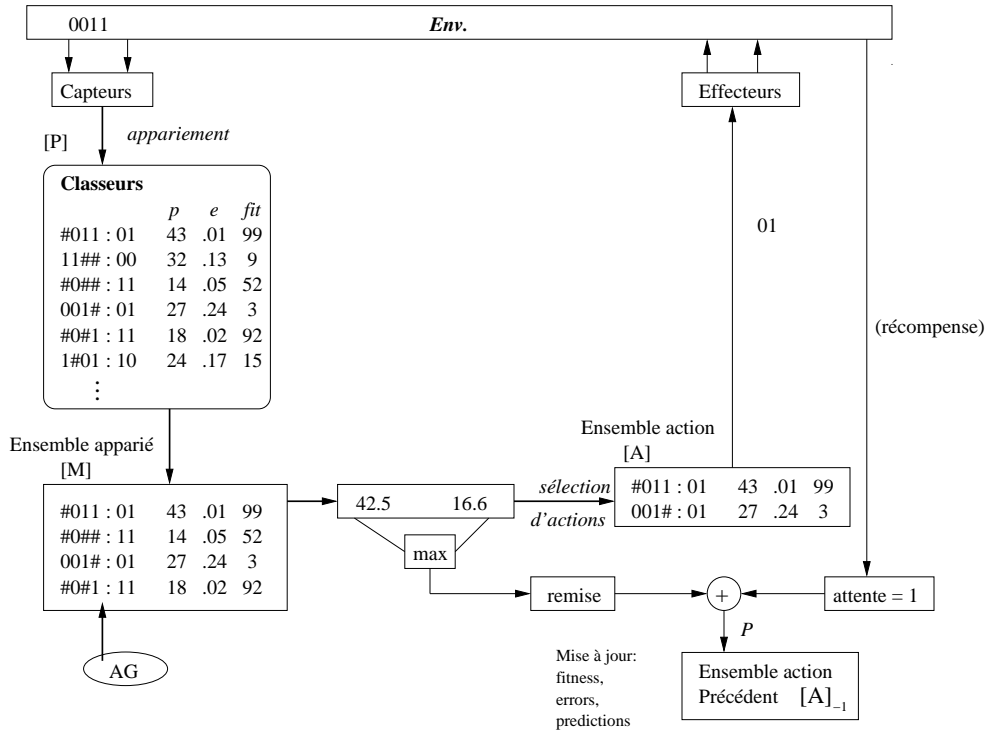 0011 Env.
Capteurs
Effecteurs
[P] appariement
Classeurs
p e fit
#011 : 01 43 .01 99
11## : 00 32 .13 9
#0## : 11 14 .05 52
001# : 01 27 .24 3
#0#1 : 11 18 .02 92
1#01 : 10 24 .17 15
⋮
01
(récompense)
Ensemble apparié
[M]
#011 : 01 43 .01 99
#0## : 11 14 .05 52
001# : 01 27 .24 3
#0#1 : 11 18 .02 92
AG
42.5 16.6
max
sélection
d'actions
Ensemble action
[A]
#011 : 01 43 .01 99
001# : 01 27 .24 3
remise
+
attente = 1
P
Mise à jour:
fitness,
errors,
predictions
Ensemble action
Précédent [A]−1